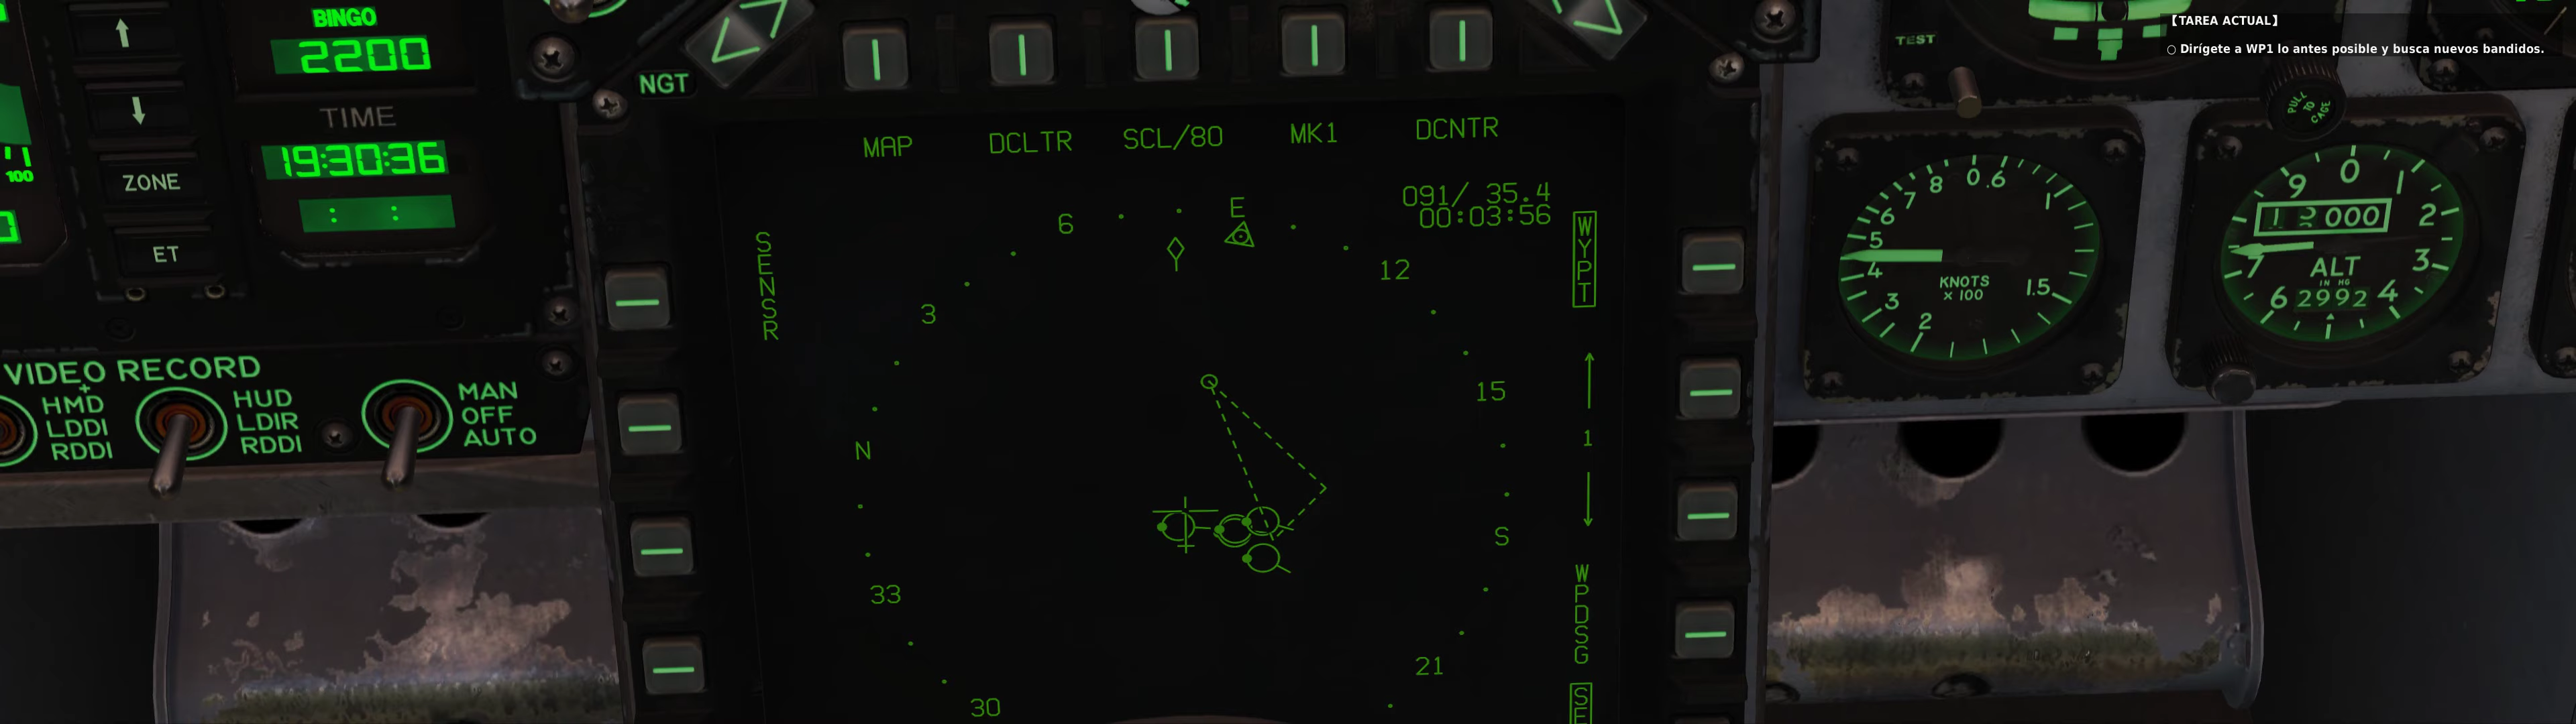 BINGO
2200
TIME
19:30:36
: :
100
ZONE
ET
NGT
VIDEO RECORD
HMD
LDDI
RDDI
HUD
LDIR
RDDI
MAN
OFF
AUTO
MAP
DCLTR
SCL/80
MK1
DCNTR
091/ 35.4
00:03:56
SENSR
WYPT
1
WPDSG
6
E
12
3
15
N
S
33
21
30
TEST
PULL TO CAGE
【TAREA ACTUAL】
○ Dirígete a WP1 lo antes posible y busca nuevos bandidos.
8
0.6
7
1
6
5
4
KNOTS
× 100
3
1.5
2
0
9
1
2
000
7
ALT
3
IN HG
6
2992
4